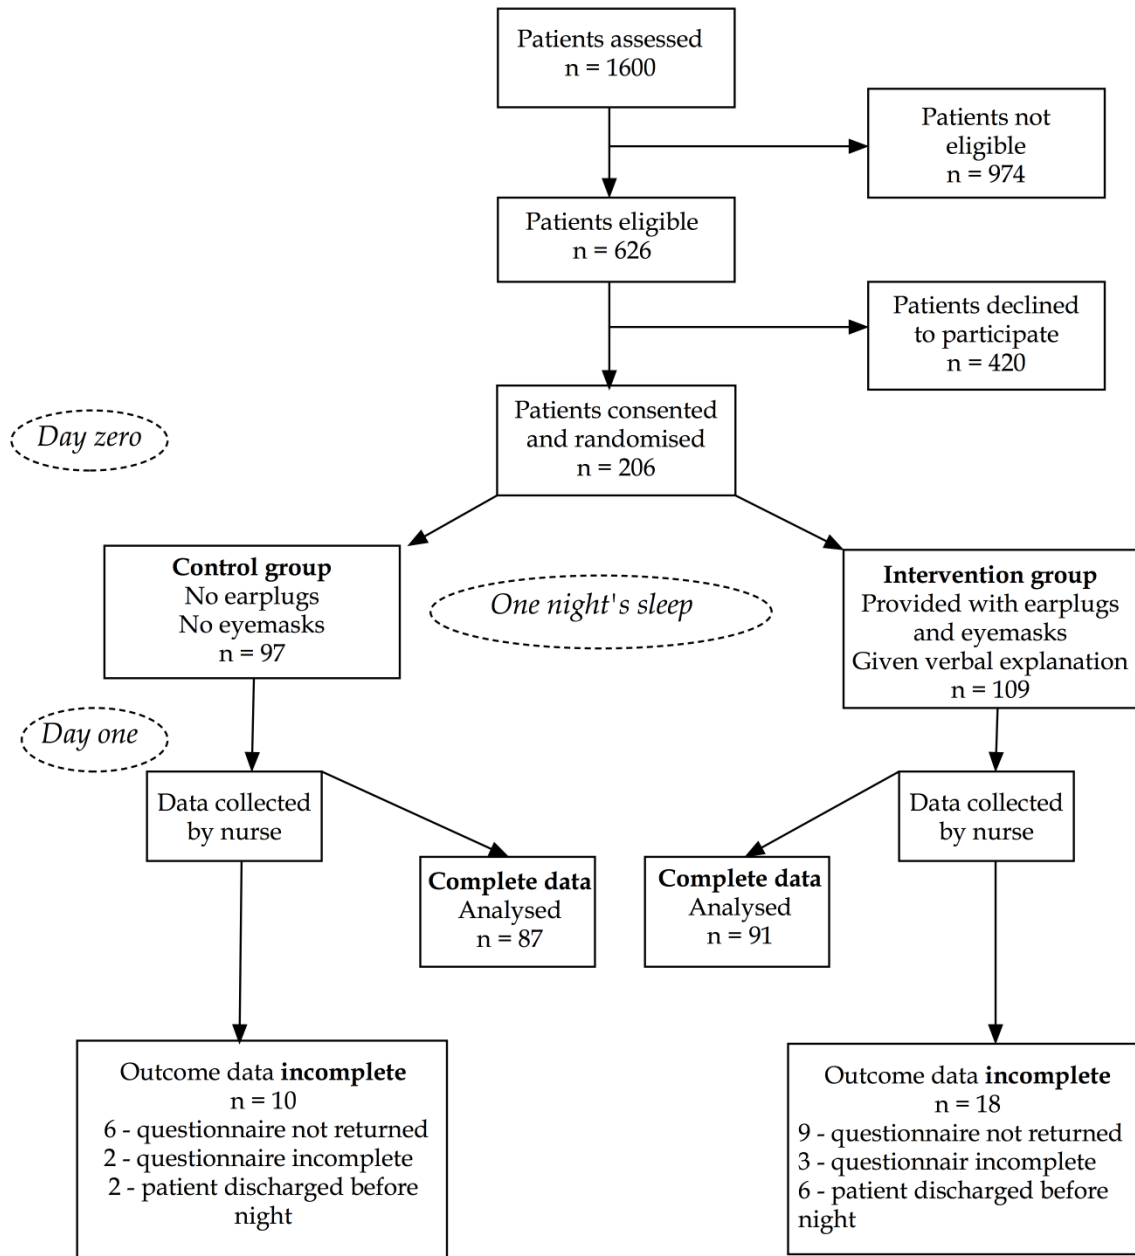 Patients assessed
n = 1600
Patients not
eligible
n = 974
Patients eligible
n = 626
Patients declined
to participate
n = 420
Patients consented
and randomised
n = 206
Day zero
Control group
No earplugs
No eyemasks
n = 97
One night's sleep
Intervention group
Provided with earplugs
and eyemasks
Given verbal explanation
n = 109
Day one
Data collected
by nurse
Complete data
Analysed
n = 87
Complete data
Analysed
n = 91
Data collected
by nurse
Outcome data incomplete
n = 10
6 - questionnaire not returned
2 - questionnaire incomplete
2 - patient discharged before
night
Outcome data incomplete
n = 18
9 - questionnaire not returned
3 - questionnair incomplete
6 - patient discharged before
night